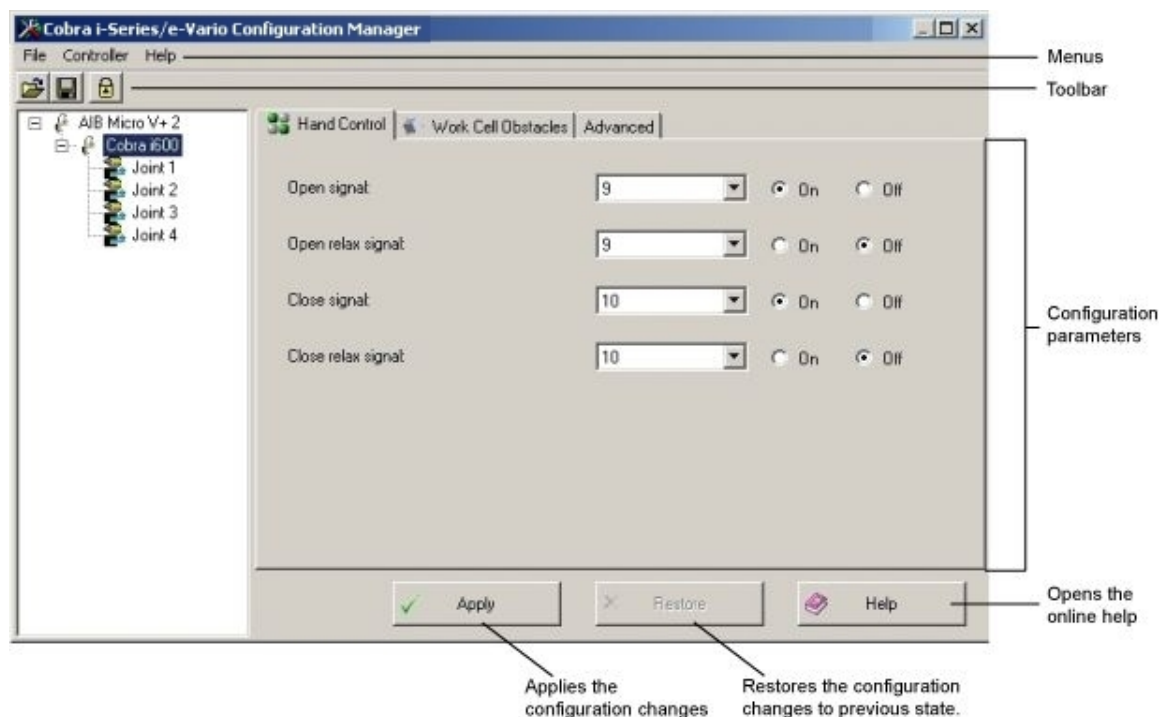 Cobra i-Series/e-Vario Configuration Manager
File Controller Help
Menus
Toolbar
AIB Micro V+ 2
Cobra i600
Joint 1
Joint 2
Joint 3
Joint 4
Hand Control Work Cell Obstacles Advanced
Open signal: 9 On Off
Open relax signal: 9 On Off
Close signal: 10 On Off
Close relax signal: 10 On Off
Configuration
parameters
Apply Restore Help
Opens the
online help
Applies the
configuration changes
Restores the configuration
changes to previous state.